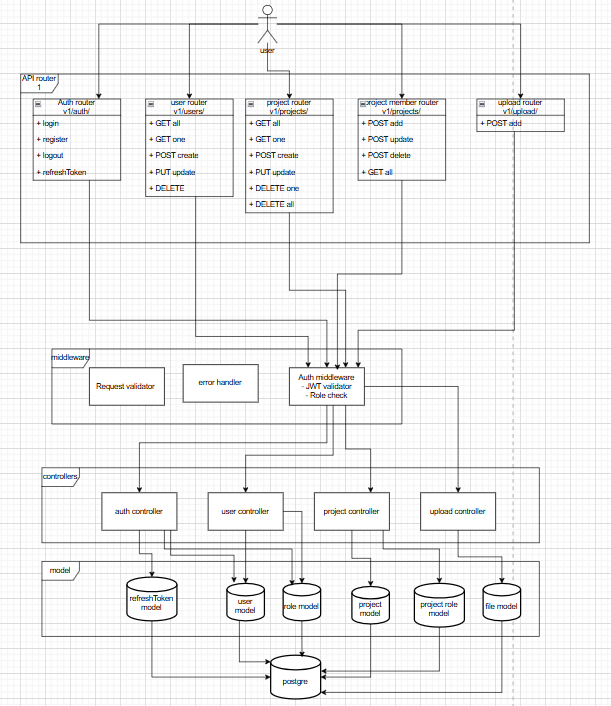 user
API router
1
Auth router
v1/auth/
+ login
+ register
+ logout
+ refreshToken
user router
v1/users/
+ GET all
+ GET one
+ POST create
+ PUT update
+ DELETE
project router
v1/projects/
+ GET all
+ GET one
+ POST create
+ PUT update
+ DELETE one
+ DELETE all
project member router
v1/projects/
+ POST add
+ POST update
+ POST delete
+ GET all
upload router
v1/upload/
+ POST add
middleware
Request validator
error handler
Auth middleware
- JWT validator
- Role check
controllers
auth controller
user controller
project controller
upload controller
model
refreshToken
model
user
model
role model
project
model
project role
model
file model
postgre